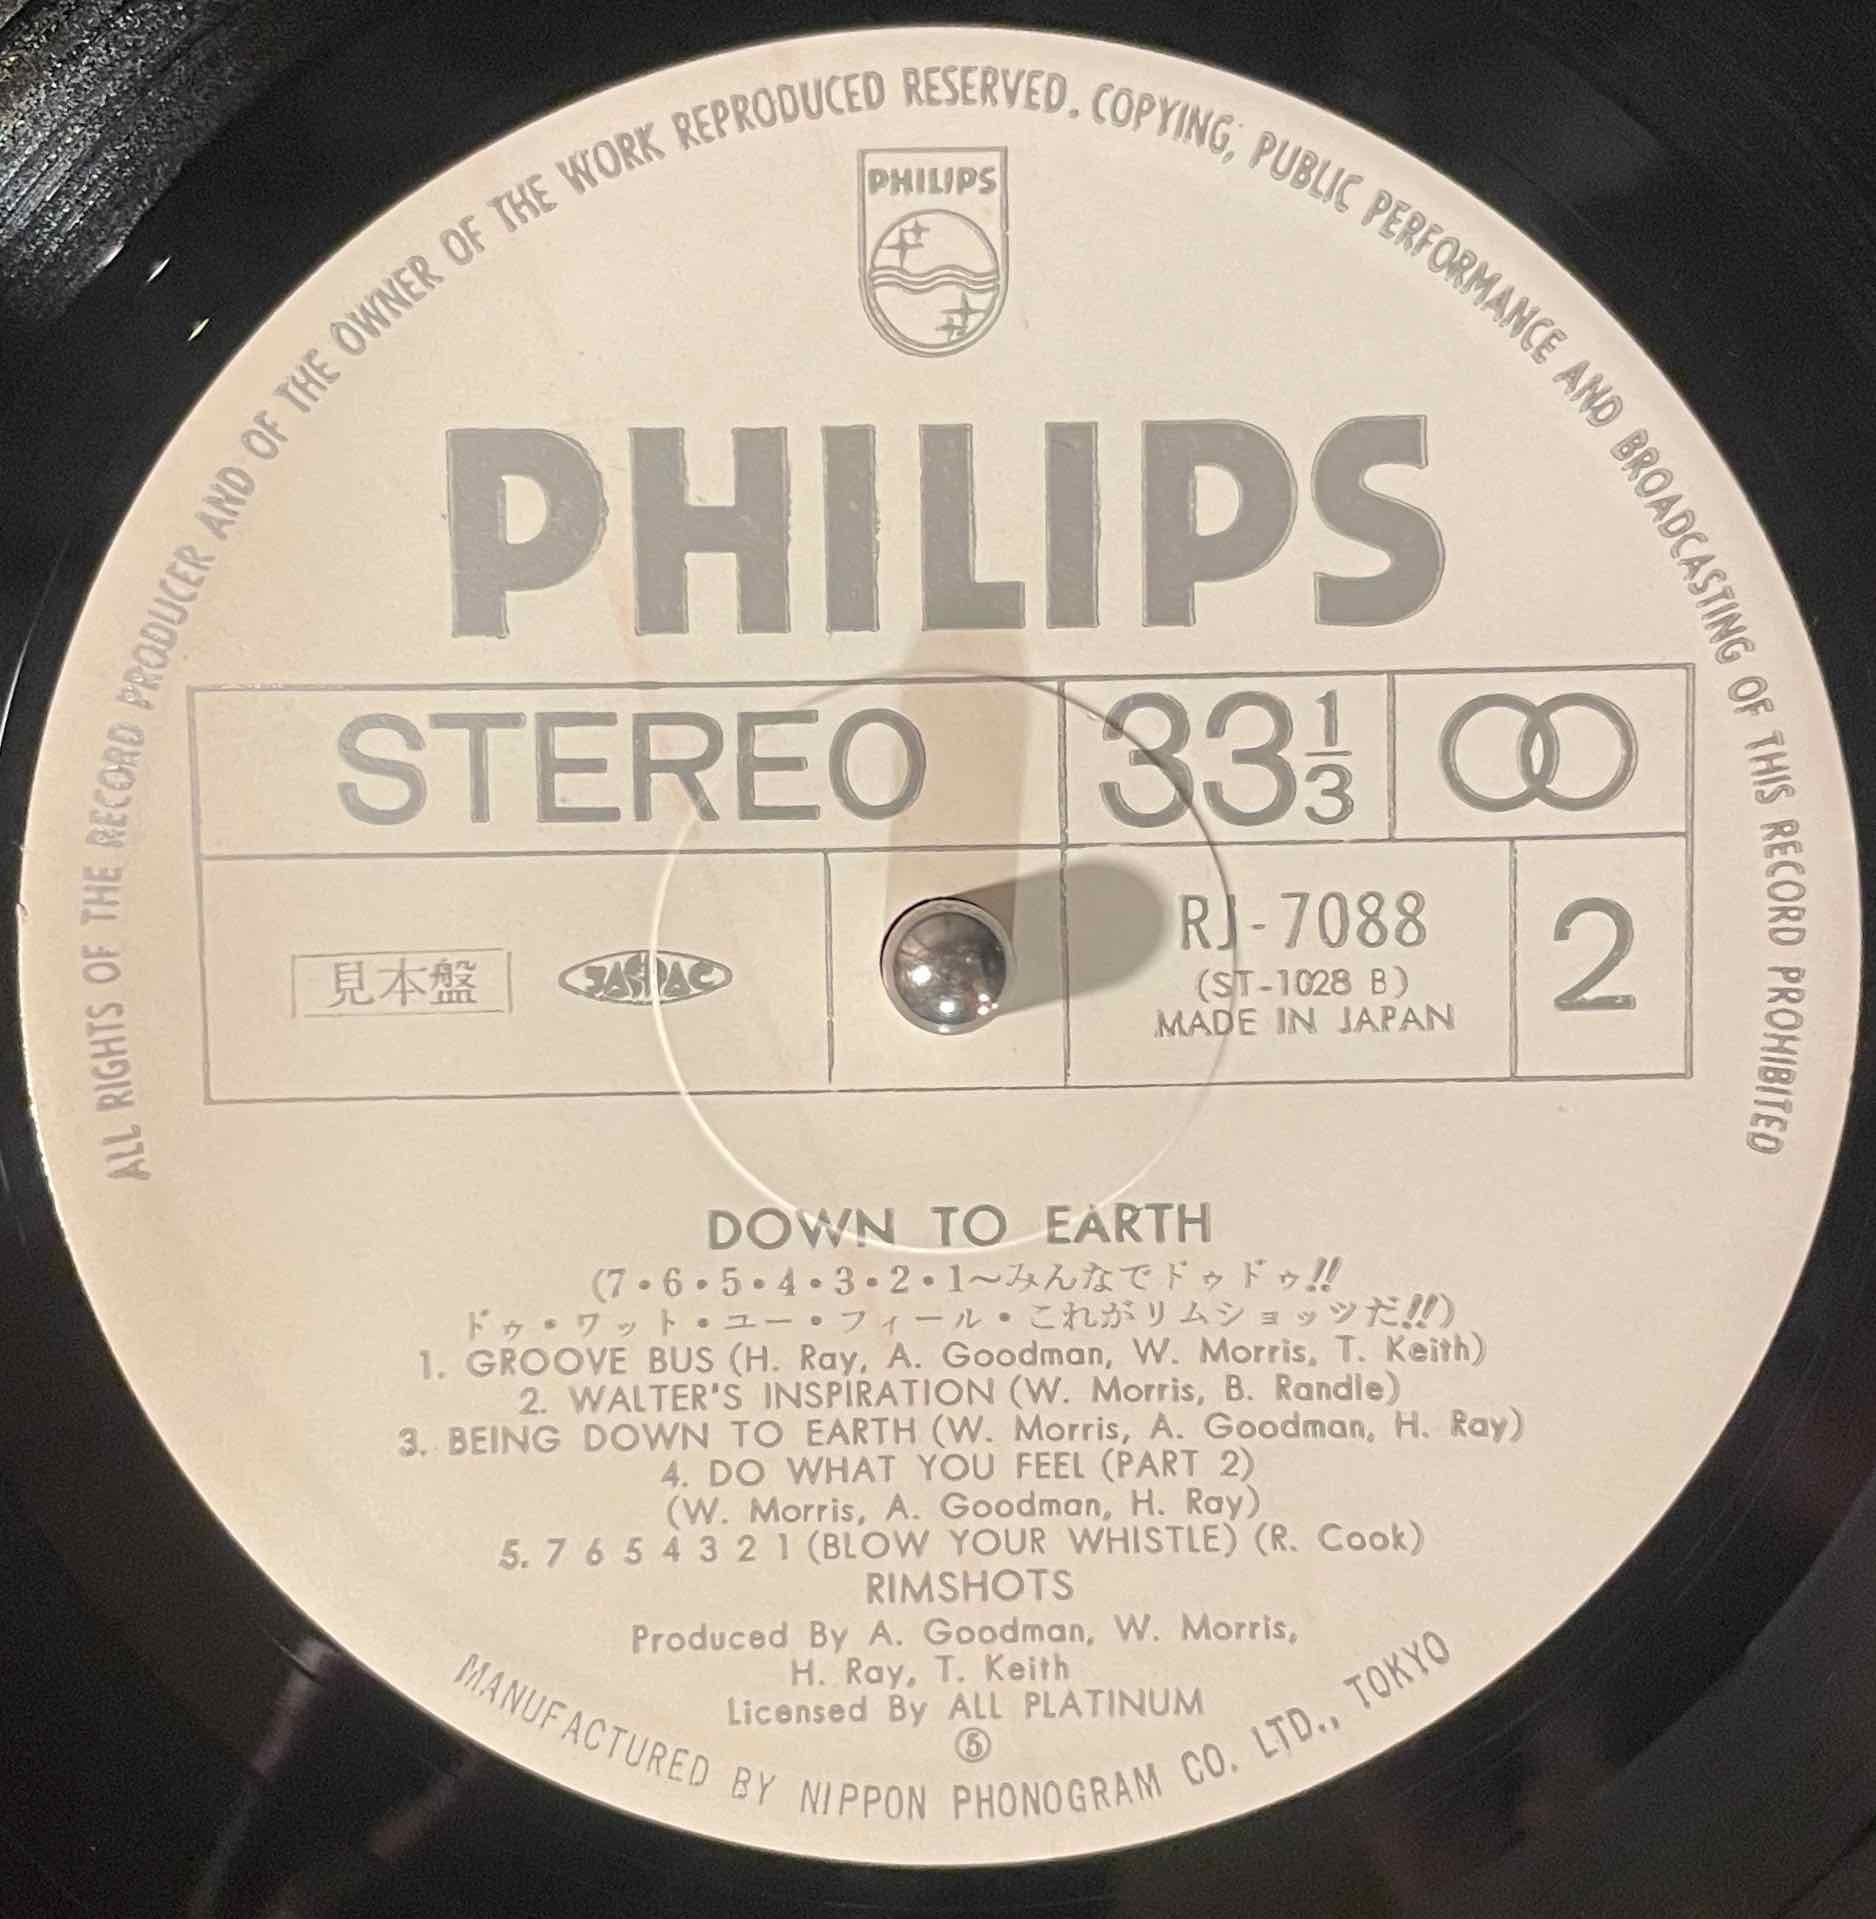 ALL RIGHTS OF THE RECORD PRODUCER AND OF THE OWNER OF THE WORK REPRODUCED RESERVED. COPYING, PUBLIC PERFORMANCE AND BROADCASTING OF THIS RECORD PROHIBITED
PHILIPS
PHILIPS
STEREO 33 1/3
見本盤 JASRAC RJ-7088 2
(ST-1028 B)
MADE IN JAPAN
DOWN TO EARTH
(7・6・5・4・3・2・1〜みんなでドゥドゥ!!
ドゥ・ワット・ユー・フィール・これがリムショッツだ!!)
1. GROOVE BUS (H. Ray, A. Goodman, W. Morris, T. Keith)
2. WALTER'S INSPIRATION (W. Morris, B. Randle)
3. BEING DOWN TO EARTH (W. Morris, A. Goodman, H. Ray)
4. DO WHAT YOU FEEL (PART 2)
(W. Morris, A. Goodman, H. Ray)
5. 7 6 5 4 3 2 1 (BLOW YOUR WHISTLE) (R. Cook)
RIMSHOTS
Produced By A. Goodman, W. Morris,
H. Ray, T. Keith
Licensed By ALL PLATINUM
⑤
MANUFACTURED BY NIPPON PHONOGRAM CO. LTD., TOKYO